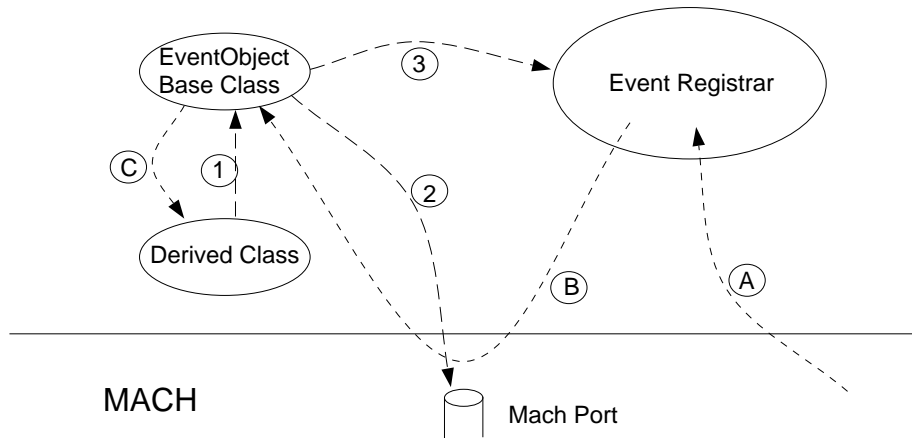 EventObject
Base Class
3
Event Registrar
C
1
2
Derived Class
B
A
MACH
Mach Port